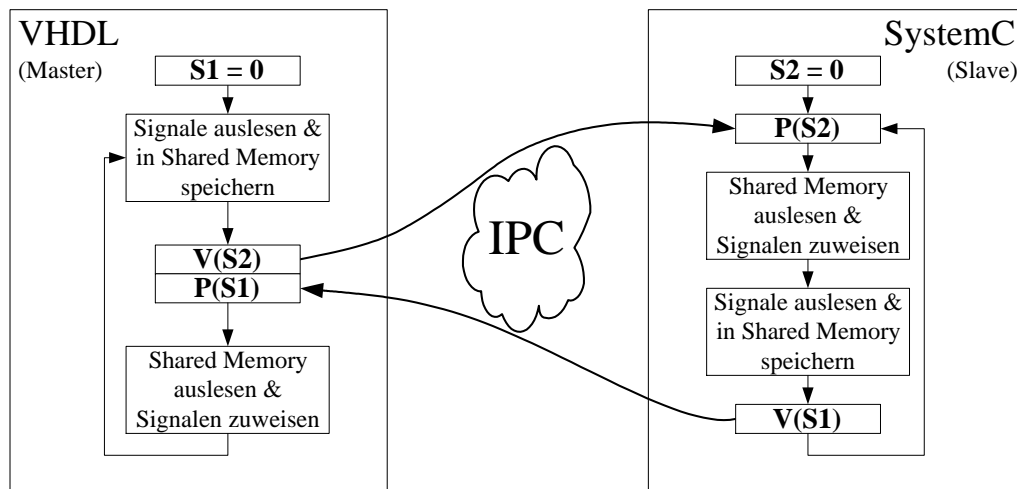 VHDL
(Master)
S1 = 0
Signale auslesen &
in Shared Memory
speichern
V(S2)
P(S1)
Shared Memory
auslesen &
Signalen zuweisen
IPC
SystemC
(Slave)
S2 = 0
P(S2)
Shared Memory
auslesen &
Signalen zuweisen
Signale auslesen &
in Shared Memory
speichern
V(S1)